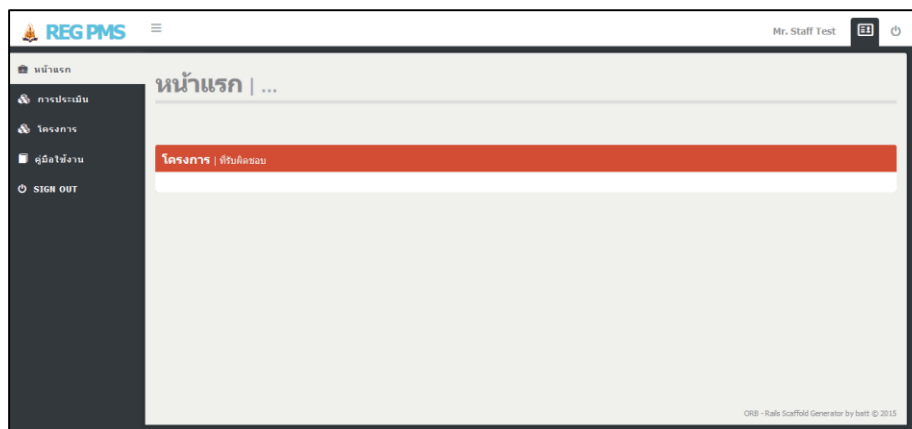 REG PMS
Mr. Staff Test
หน้าแรก
การประเมิน
โครงการ
คู่มือใช้งาน
SIGN OUT
หน้าแรก | ...
โครงการ | ที่รับผิดชอบ
ORB - Rails Scaffold Generator by batt © 2015